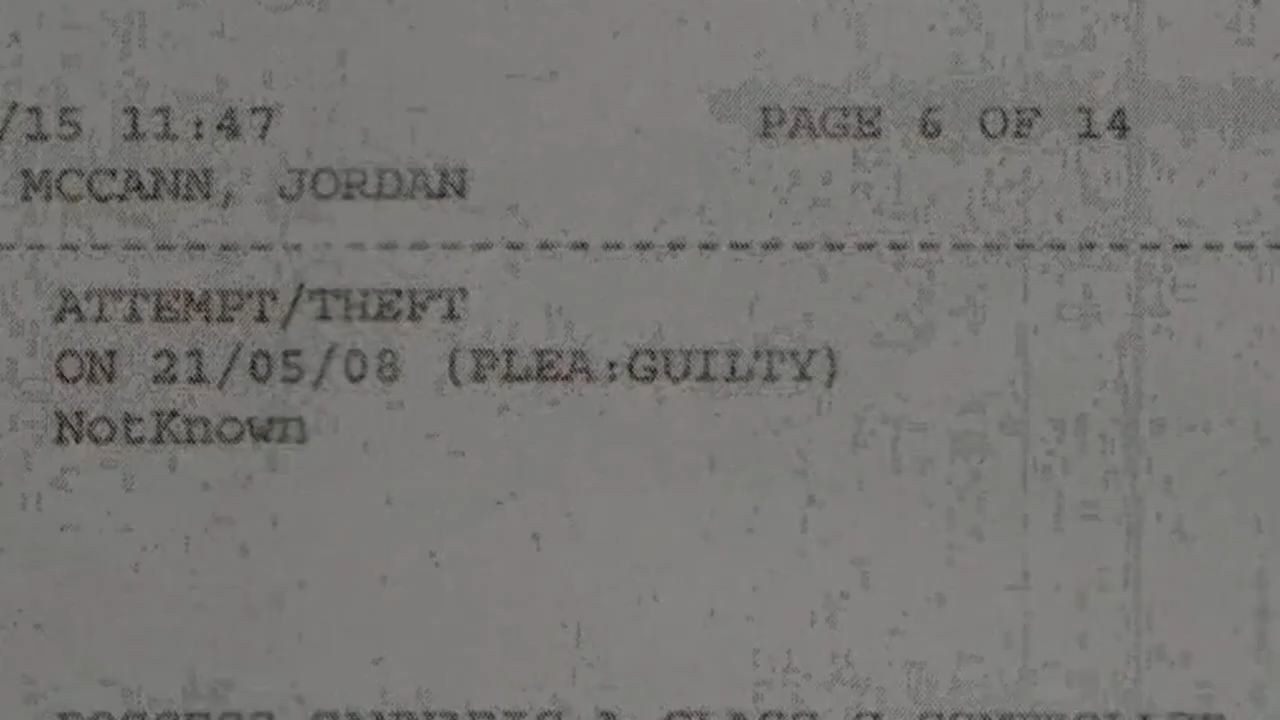 /15 11:47 PAGE 6 OF 14
MCCANN, JORDAN
ATTEMPT/THEFT
ON 21/05/08 (PLEA:GUILTY)
NotKnown